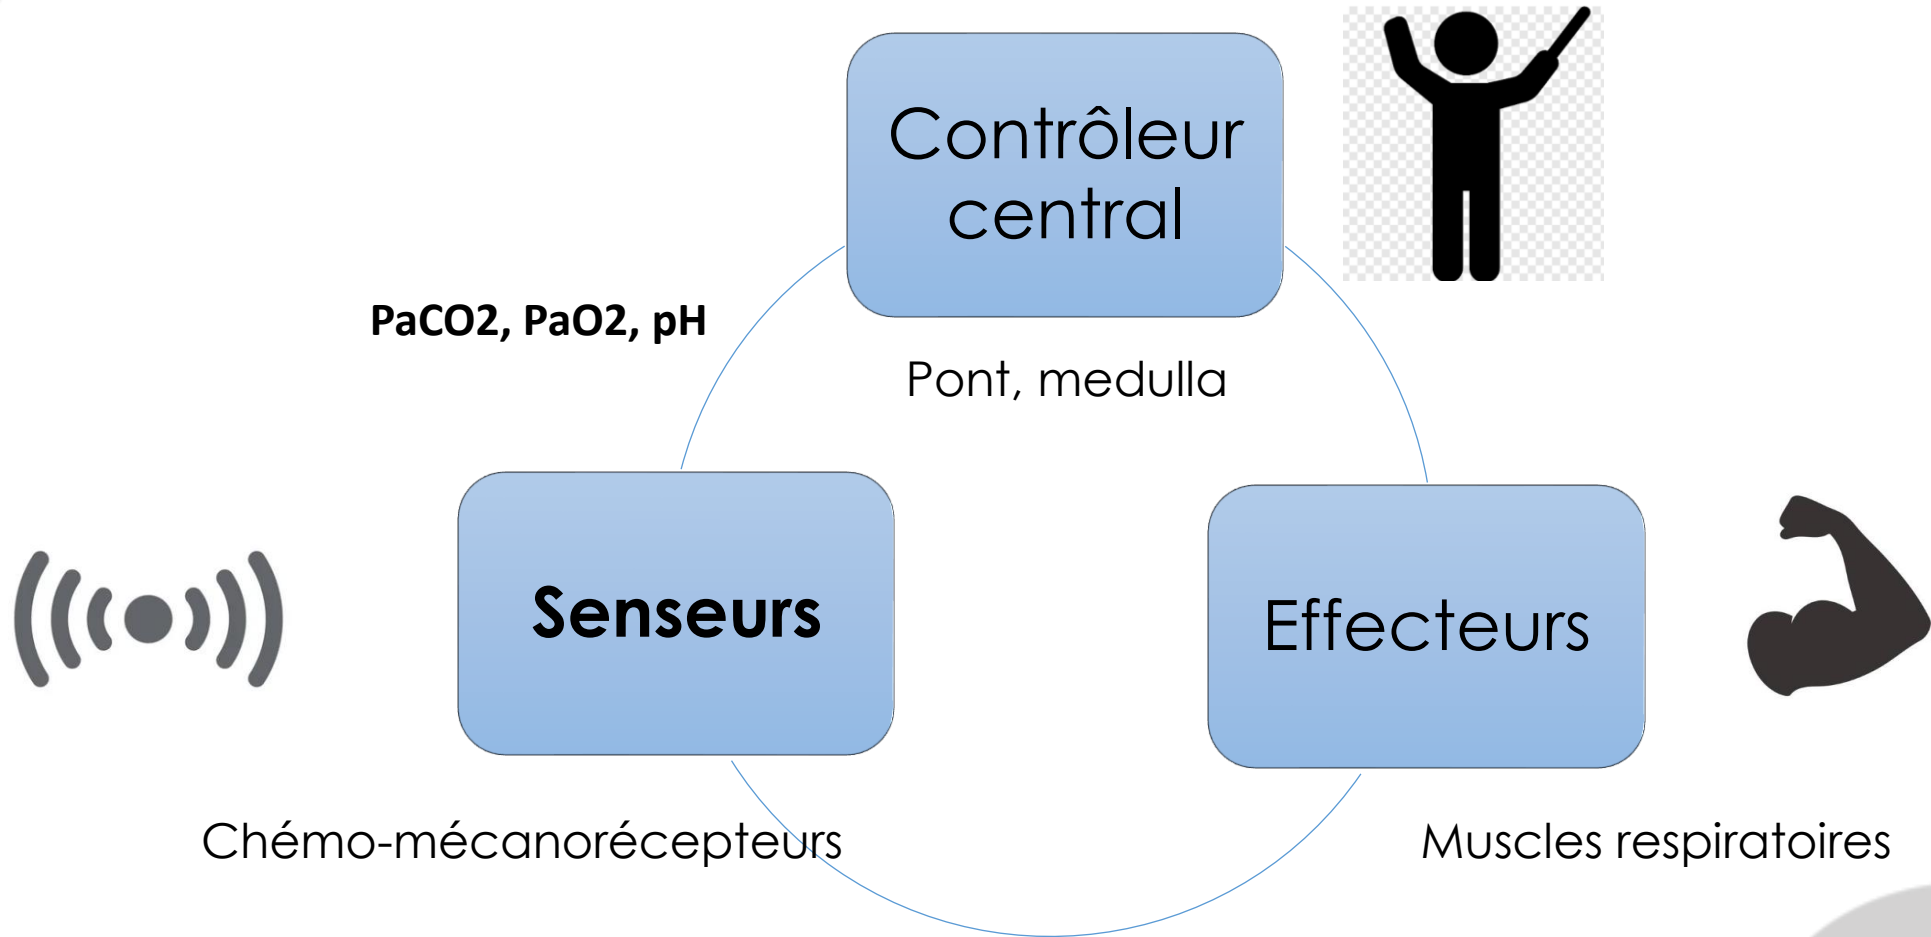 Contrôleur
central
PaCO2, PaO2, pH
Pont, medulla
Senseurs
Effecteurs
Chémo-mécanorécepteurs
Muscles respiratoires